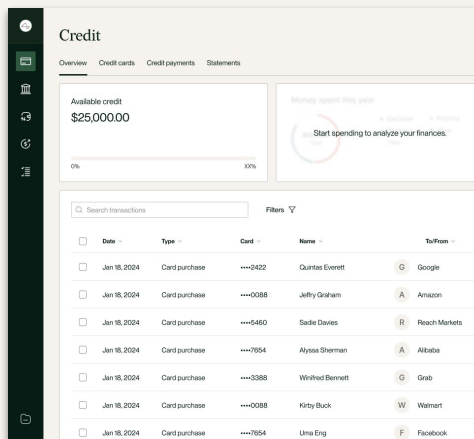 Credit
Overview Credit cards Credit payments Statements
Available credit
$25,000.00
0% XX%
Money spent this year
Start spending to analyze your finances.
Search transactions Filters
Date Type Card Name To/From
Jan 18, 2024 Card purchase ••••2422 Quintas Everett G Google
Jan 18, 2024 Card purchase ••••0088 Jeffry Graham A Amazon
Jan 18, 2024 Card purchase ••••5460 Sadie Davies R Reach Markets
Jan 18, 2024 Card purchase ••••7654 Alyssa Sherman A Alibaba
Jan 18, 2024 Card purchase ••••3388 Winifred Bennett G Grab
Jan 18, 2024 Card purchase ••••0088 Kirby Buck W Walmart
Jan 18, 2024 Card purchase ••••7654 Uma Eng F Facebook